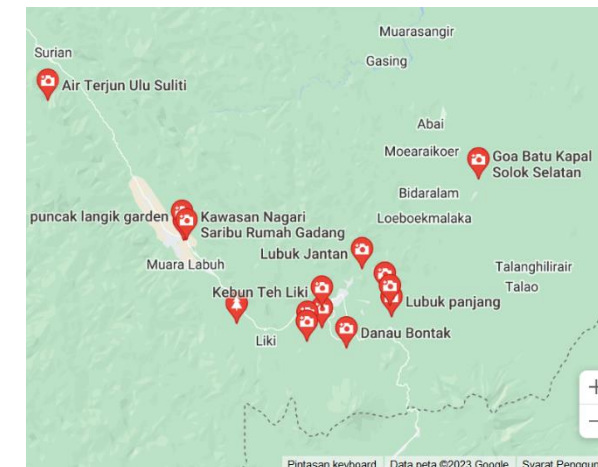 Muarasangir
Surian
Gasing
Air Terjun Ulu Suliti
Abai
Moearaikoer
Goa Batu Kapal
Solok Selatan
Bidaralam
puncak langik garden
Kawasan Nagari
Saribu Rumah Gadang
Loeboekmalaka
Lubuk Jantan
Muara Labuh
Talanghilirair
Kebun Teh Liki
Talao
Lubuk panjang
Danau Bontak
Liki
+
−
Pintasan keyboard
Data peta ©2023 Google